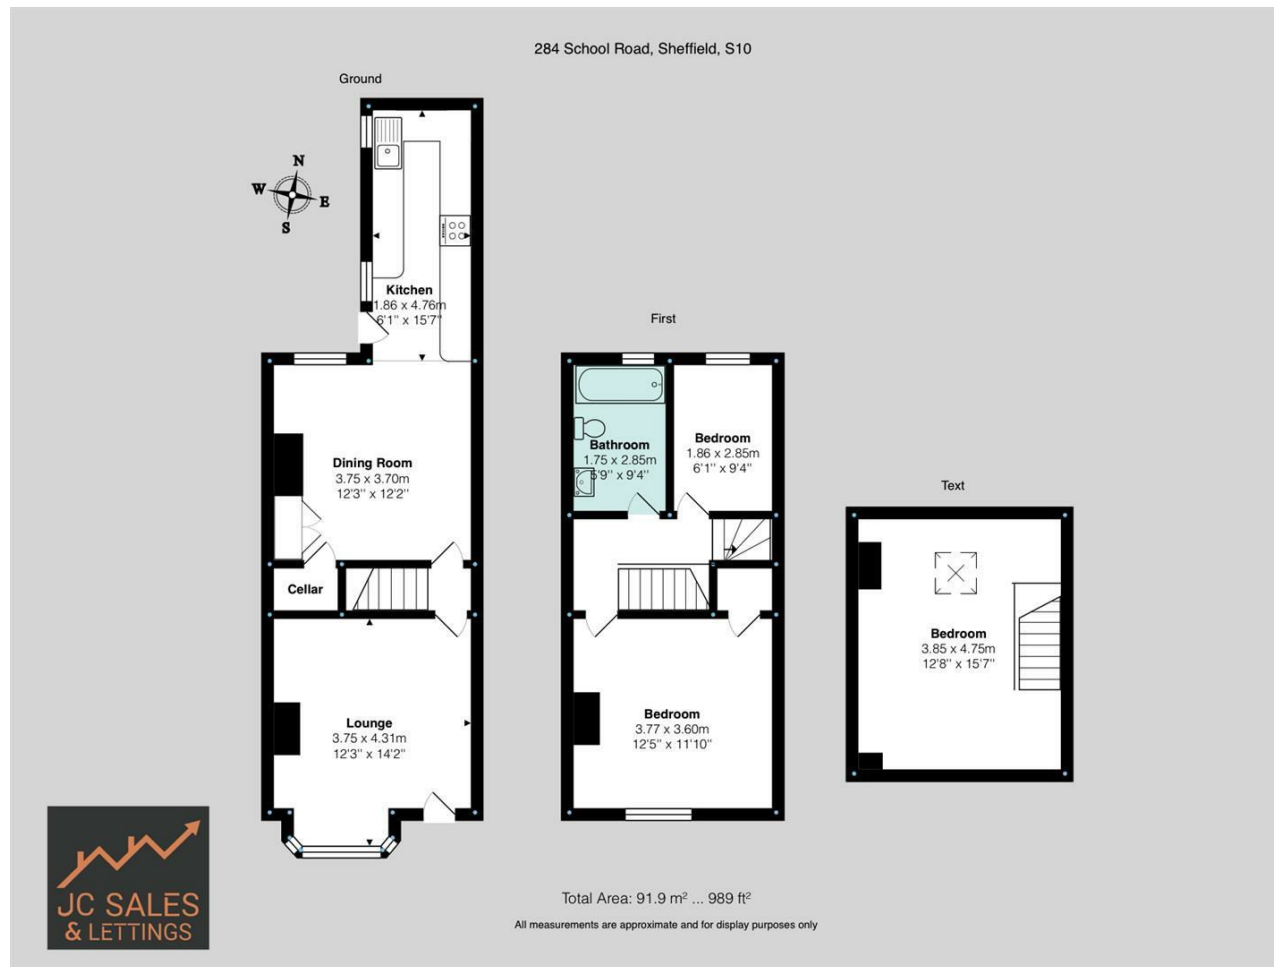 284 School Road, Sheffield, S10
Ground
N
W
E
S
Kitchen
1.86 x 4.76m
6'1'' x 15'7''
Dining Room
3.75 x 3.70m
12'3'' x 12'2''
Cellar
Lounge
3.75 x 4.31m
12'3'' x 14'2''
First
Bathroom
1.75 x 2.85m
5'9'' x 9'4''
Bedroom
1.86 x 2.85m
6'1'' x 9'4''
Bedroom
3.77 x 3.60m
12'5'' x 11'10''
Text
Bedroom
3.85 x 4.75m
12'8'' x 15'7''
JC SALES
& LETTINGS
Total Area: 91.9 m² ... 989 ft²
All measurements are approximate and for display purposes only